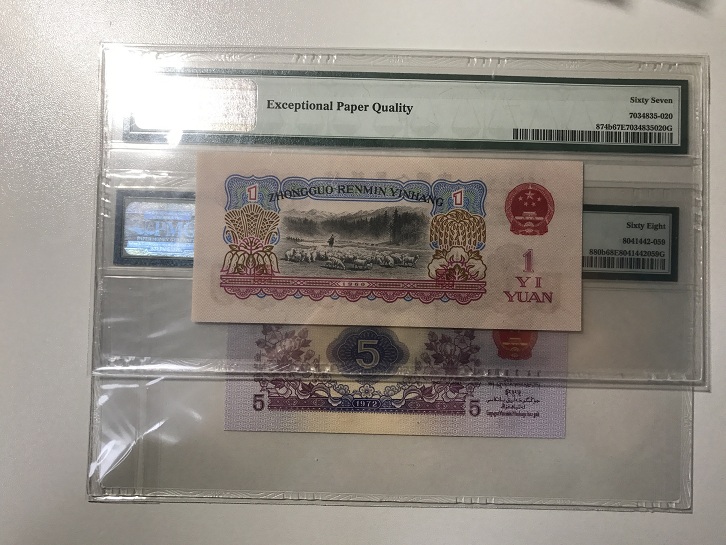 Exceptional Paper Quality
Sixty Seven
7034835-020
874b67E7034835020G
1
ZHONGGUO RENMIN YINHANG
1
1960
1
YI
YUAN
Sixty Eight
8041442-059
880b68E8041442059G
5
5
1972
5